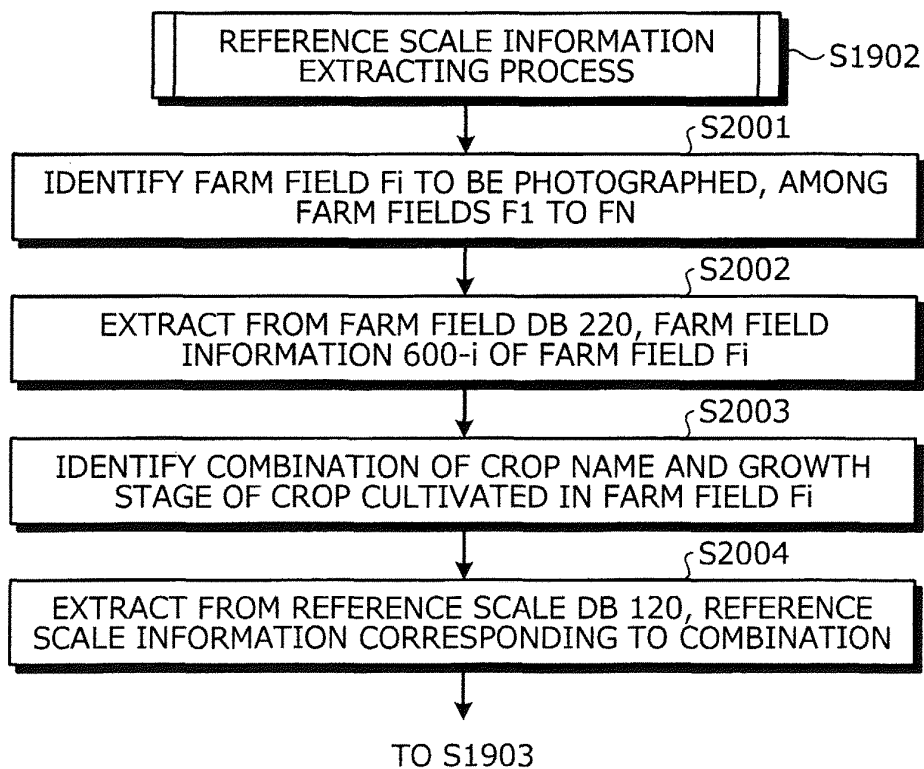 REFERENCE SCALE INFORMATION
EXTRACTING PROCESS
S1902
S2001
IDENTIFY FARM FIELD Fi TO BE PHOTOGRAPHED, AMONG
FARM FIELDS F1 TO FN
S2002
EXTRACT FROM FARM FIELD DB 220, FARM FIELD
INFORMATION 600-i OF FARM FIELD Fi
S2003
IDENTIFY COMBINATION OF CROP NAME AND GROWTH
STAGE OF CROP CULTIVATED IN FARM FIELD Fi
S2004
EXTRACT FROM REFERENCE SCALE DB 120, REFERENCE
SCALE INFORMATION CORRESPONDING TO COMBINATION
TO S1903